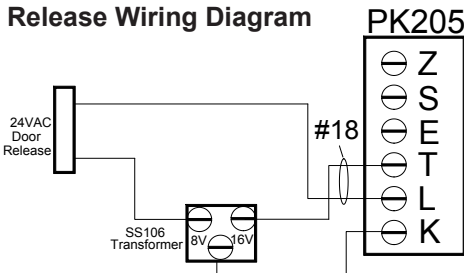 Release Wiring Diagram
PK205
Z
S
E
T
L
K
#18
24VAC
Door
Release
SS106
Transformer
8V
16V